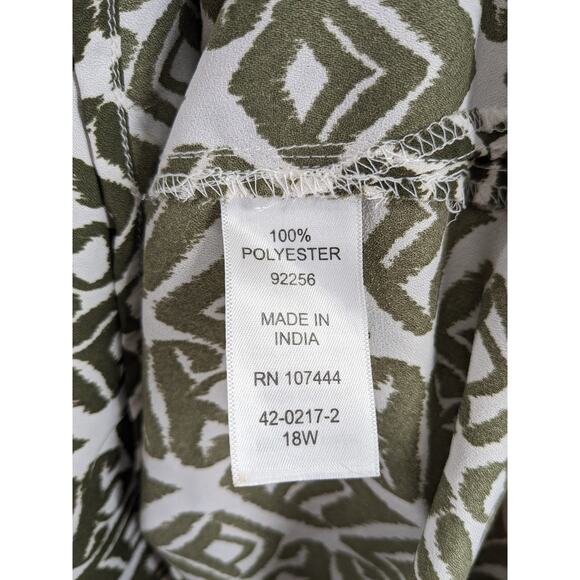 100%
POLYESTER
92256
MADE IN
INDIA
RN 107444
42-0217-2
18W